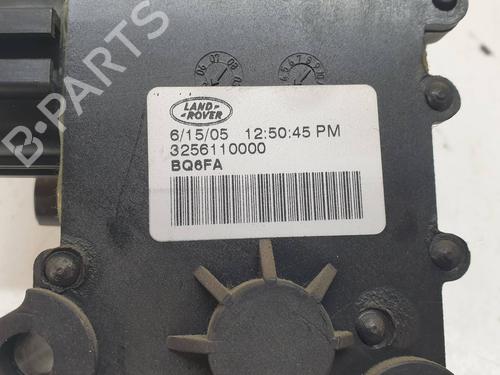 B-PARTS
LAND-
-ROVER
6/15/05 12:50:45 PM
3256110000
BQ6FA